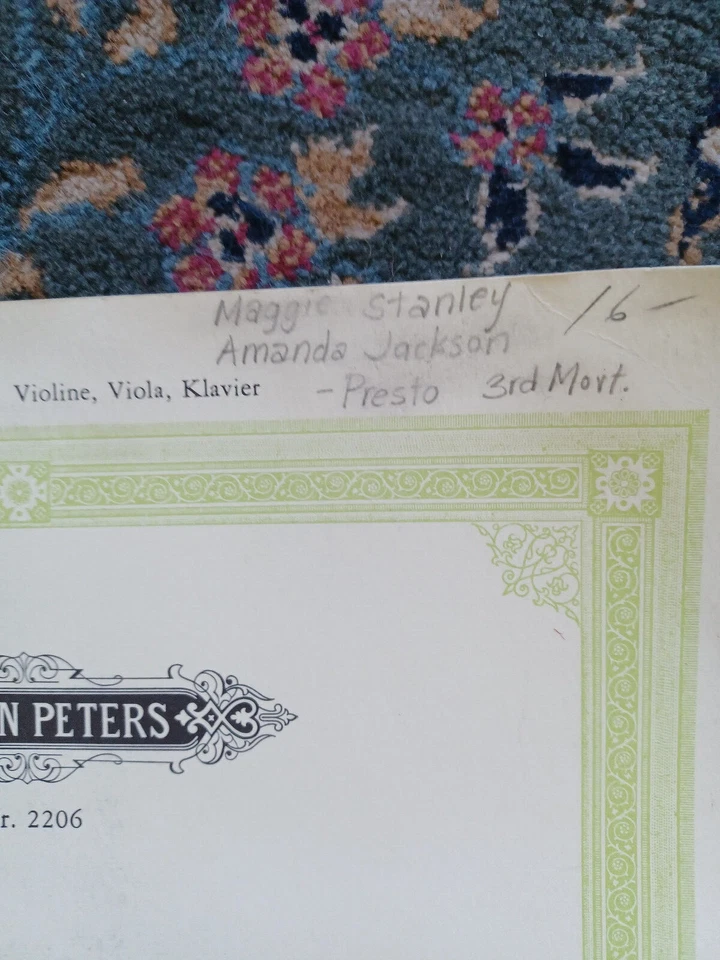 Maggie Stanley /6 –
Amanda Jackson
Violine, Viola, Klavier – Presto 3rd Movt.
N PETERS
r. 2206